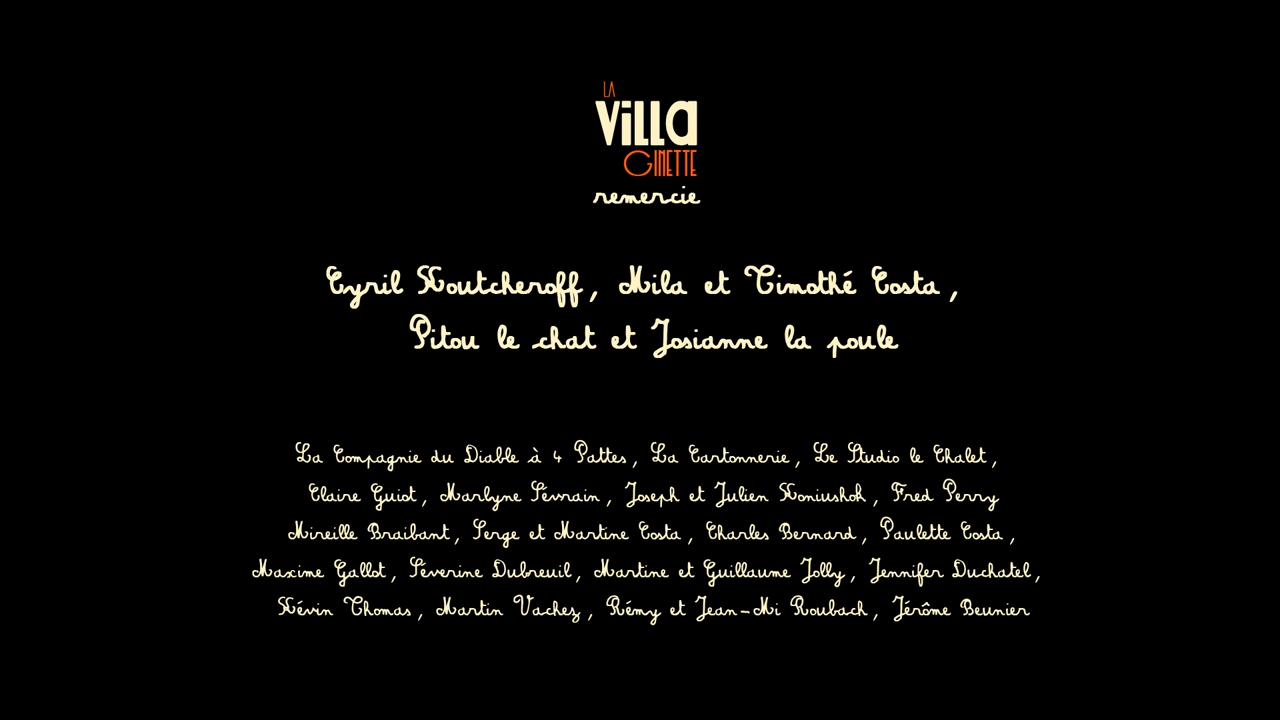 LA
VILLA
GINETTE
remercie
Cyril Koutcheroff, Mila et Timothé Costa,
Pitou le chat et Josianne la poule
La Compagnie du Diable à 4 Pattes, La Cartonnerie, Le Studio le Chalet,
Claire Guiot, Marlyne Sévrain, Joseph et Julien Koniushok, Fred Perry
Mireille Braibant, Serge et Martine Costa, Charles Bernard, Paulette Costa,
Maxime Gallot, Séverine Dubreuil, Martine et Guillaume Jolly, Jennifer Duchatel,
Kévin Thomas, Martin Vachez, Rémy et Jean-Mi Roubach, Jérôme Beunier